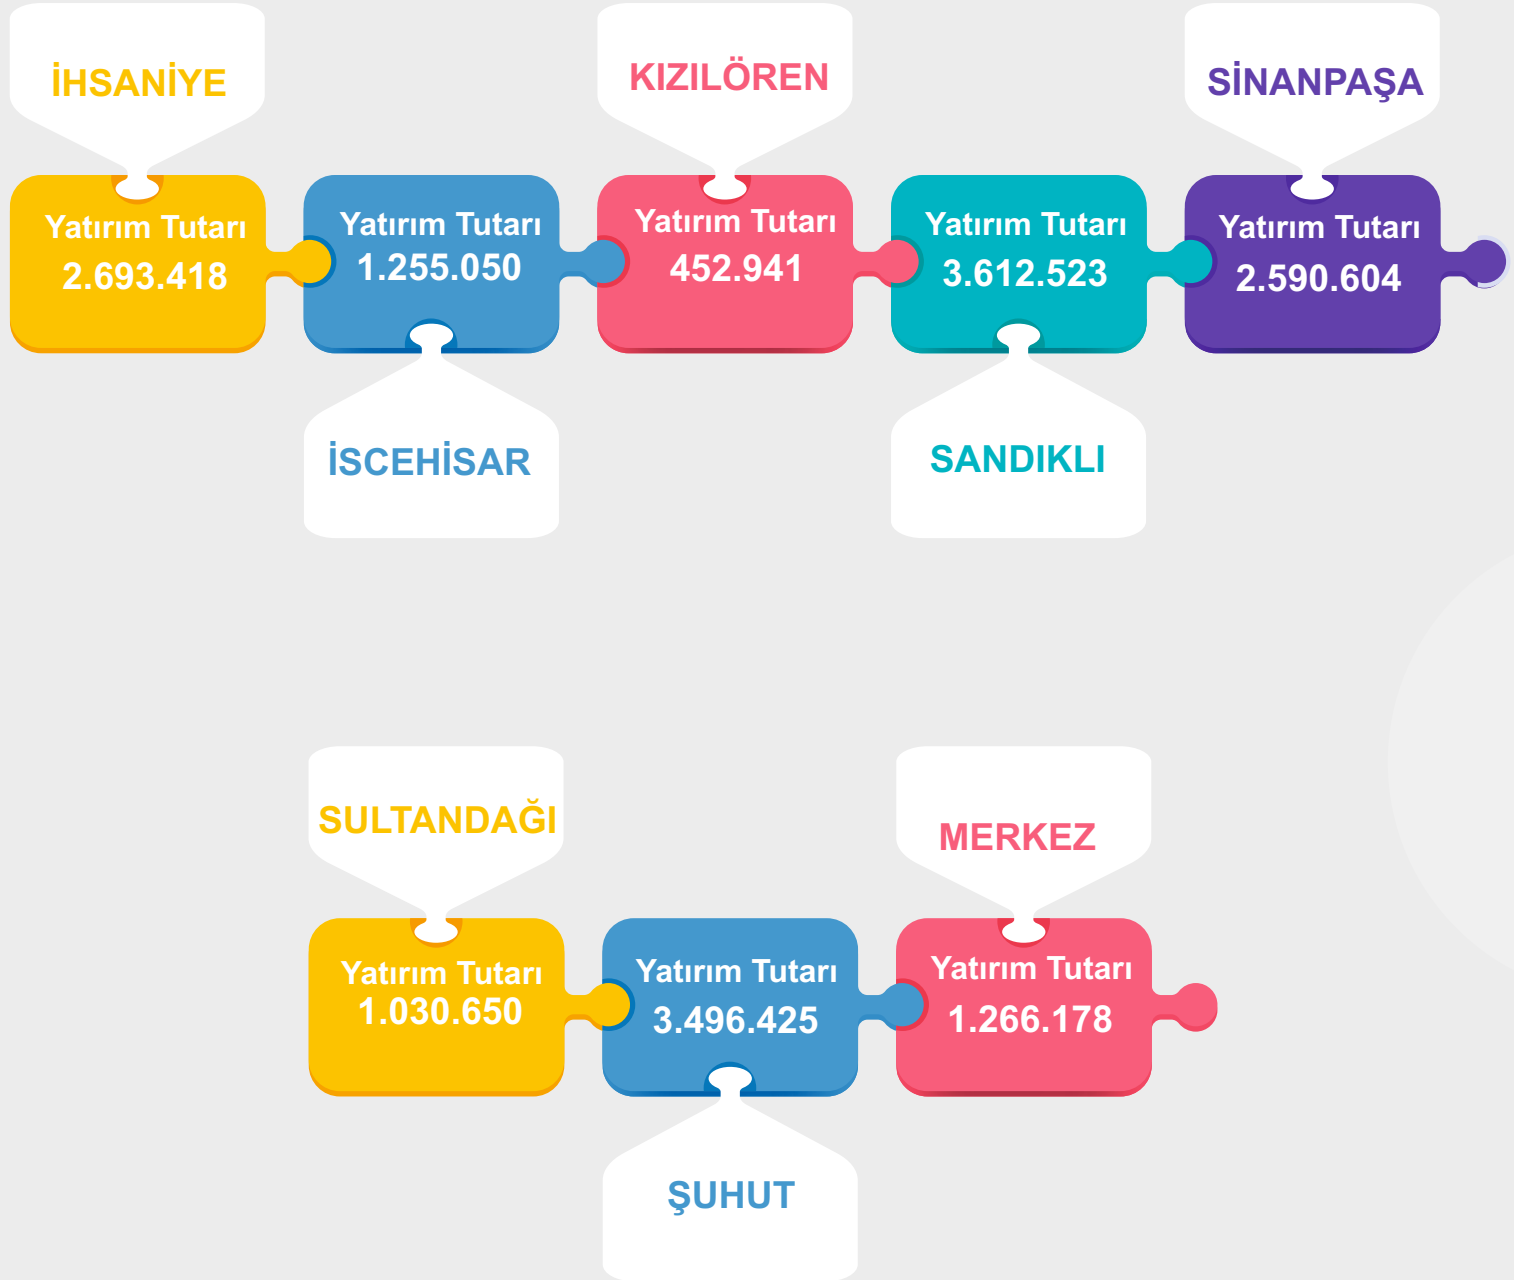 İHSANİYE
KIZILÖREN
SİNANPAŞA
Yatırım Tutarı
2.693.418
Yatırım Tutarı
1.255.050
Yatırım Tutarı
452.941
Yatırım Tutarı
3.612.523
Yatırım Tutarı
2.590.604
İSCEHİSAR
SANDIKLI
SULTANDAĞI
MERKEZ
Yatırım Tutarı
1.030.650
Yatırım Tutarı
3.496.425
Yatırım Tutarı
1.266.178
ŞUHUT